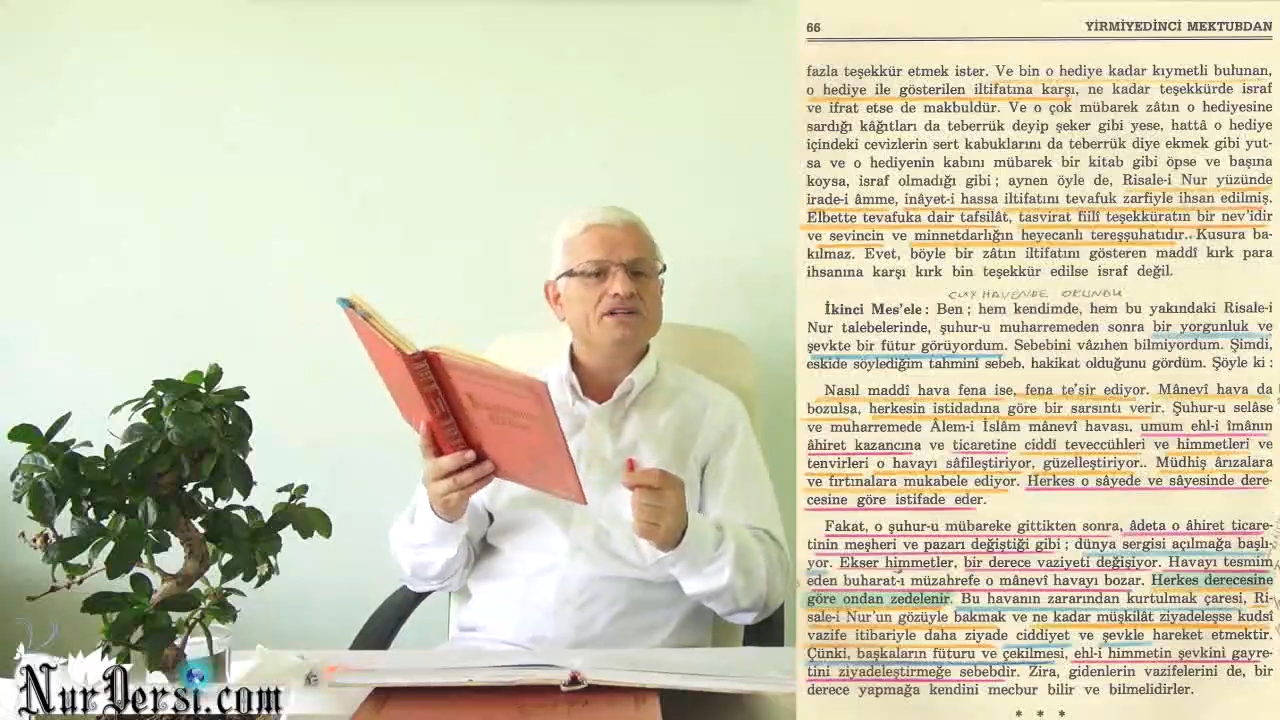 66 YİRMİYEDİNCİ MEKTUBDAN
fazla teşekkür etmek ister. Ve bin o hediye kadar kıymetli bulunan,
o hediye ile gösterilen iltifatına karşı, ne kadar teşekkürde israf
ve ifrat etse de makbuldür. Ve o çok mübarek zâtın o hediyesine
sardığı kâğıtları da teberrük deyip şeker gibi yese, hattâ o hediye
içindeki cevizlerin sert kabuklarını da teberrük diye ekmek gibi yut-
sa ve o hediyenin kabını mübarek bir kitab gibi öpse ve başına
koysa, israf olmadığı gibi; aynen öyle de, Risale-i Nur yüzünde
irade-i âmme, inâyet-i hassa iltifatını tevafuk zarfiyle ihsan edilmiş.
Elbette tevafuka dair tafsilât, tasvirat fiilî teşekküratın bir nev'idir
ve sevincin ve minnetdarlığın heyecanlı tereşşuhatıdır.. Kusura ba-
kılmaz. Evet, böyle bir zâtın iltifatını gösteren maddî kırk para
ihsanına karşı kırk bin teşekkür edilse israf değil.
CUXHAVENDE OKUNDU
İkinci Mes'ele: Ben; hem kendimde, hem bu yakındaki Risale-i
Nur talebelerinde, şuhur-u muharremeden sonra bir yorgunluk ve
şevkte bir fütur görüyordum. Sebebini vâzıhen bilmiyordum. Şimdi,
eskide söylediğim tahminî sebeb, hakikat olduğunu gördüm. Şöyle ki:
Nasıl maddî hava fena ise, fena te'sir ediyor. Mânevî hava da
bozulsa, herkesin istidadına göre bir sarsıntı verir. Şuhur-u selâse
ve muharremede Âlem-i İslâm mânevî havası, umum ehl-i îmânın
âhiret kazancına ve ticaretine ciddî teveccühleri ve himmetleri ve
tenvirleri o havayı sâfileştiriyor, güzelleştiriyor.. Müdhiş ârızalara
ve fırtınalara mukabele ediyor. Herkes o sâyede ve sâyesinde dere-
cesine göre istifade eder.
Fakat, o şuhur-u mübareke gittikten sonra, âdeta o âhiret ticare-
tinin meşheri ve pazarı değiştiği gibi; dünya sergisi açılmağa başlı-
yor. Ekser himmetler, bir derece vaziyeti değişiyor. Havayı tesmim
eden buharat-ı müzahrefe o mânevî havayı bozar. Herkes derecesine
göre ondan zedelenir. Bu havanın zararından kurtulmak çaresi, Ri-
sale-i Nur'un gözüyle bakmak ve ne kadar müşkilât ziyadeleşse kudsî
vazife itibariyle daha ziyade ciddiyet ve şevkle hareket etmektir.
Çünki, başkaların fütûru ve çekilmesi, ehl-i himmetin şevkini gayre-
tini ziyadeleştirmeğe sebebdir. Zira, gidenlerin vazifelerini de, bir
derece yapmağa kendini mecbur bilir ve bilmelidirler.
* * *
NurDersi.com